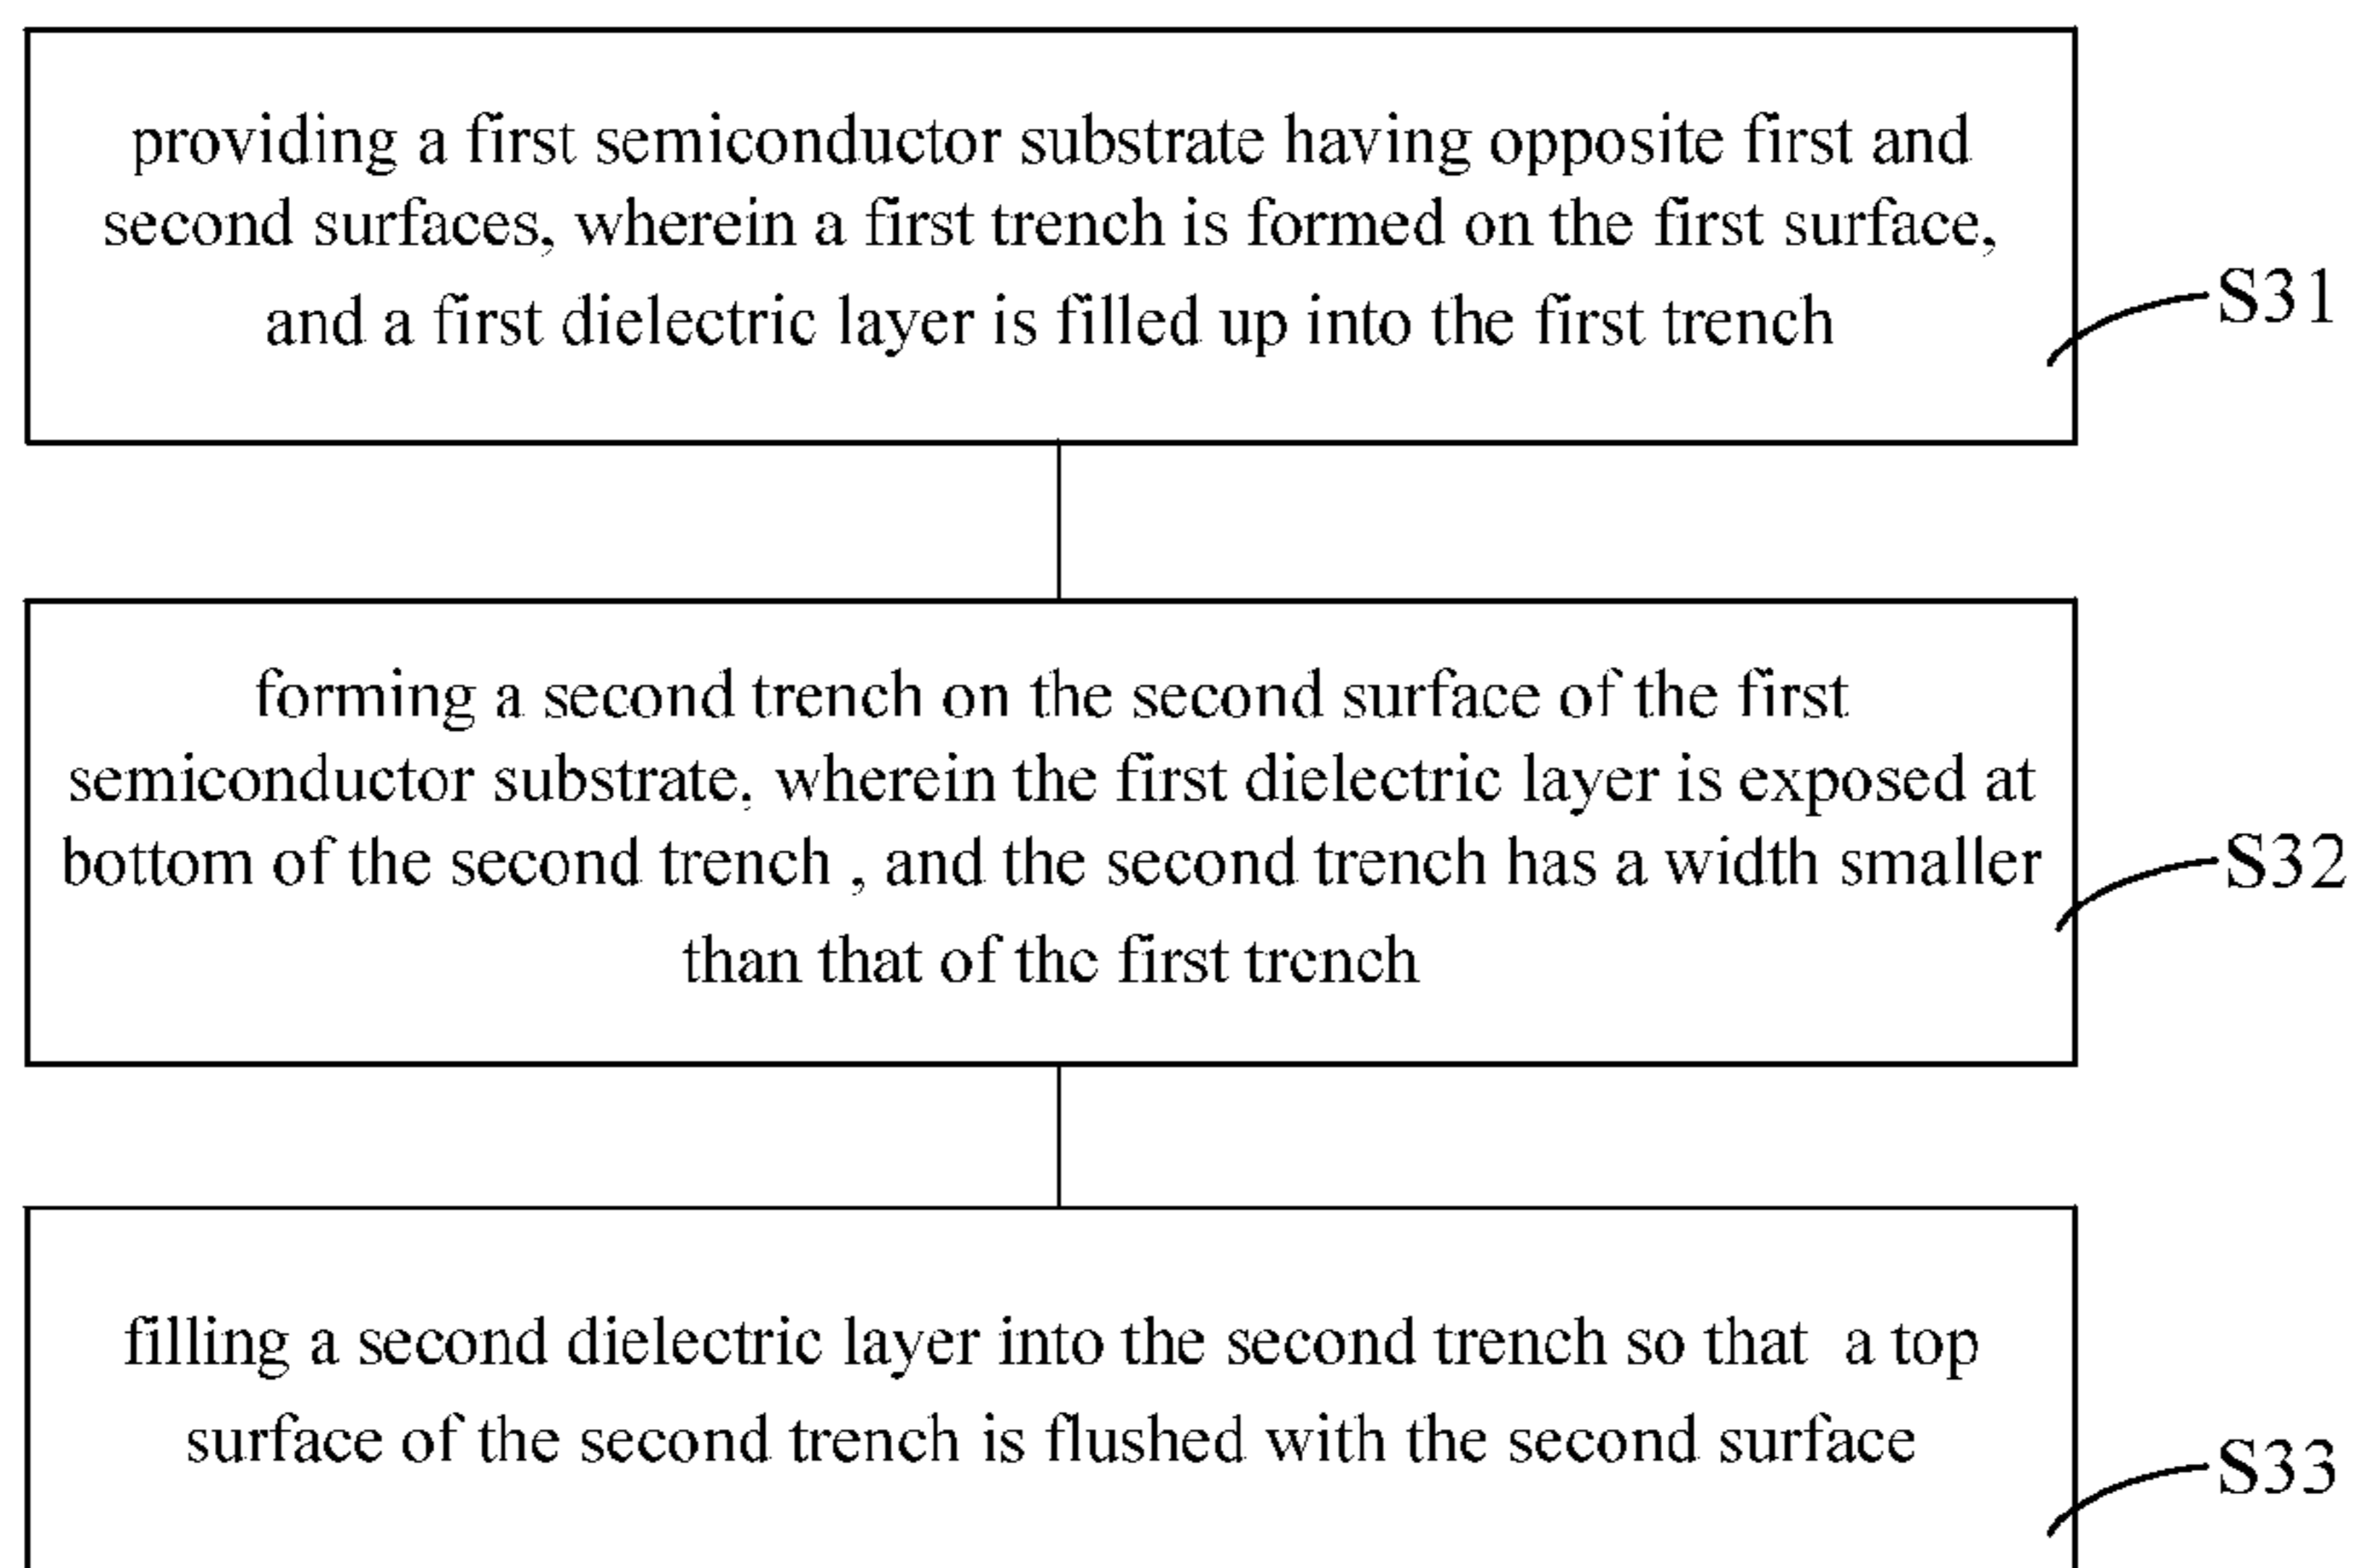 providing a first semiconductor substrate having opposite first and
second surfaces, wherein a first trench is formed on the first surface,
and a first dielectric layer is filled up into the first trench
S31
forming a second trench on the second surface of the first
semiconductor substrate, wherein the first dielectric layer is exposed at
bottom of the second trench , and the second trench has a width smaller
than that of the first trench
S32
filling a second dielectric layer into the second trench so that a top
surface of the second trench is flushed with the second surface
S33